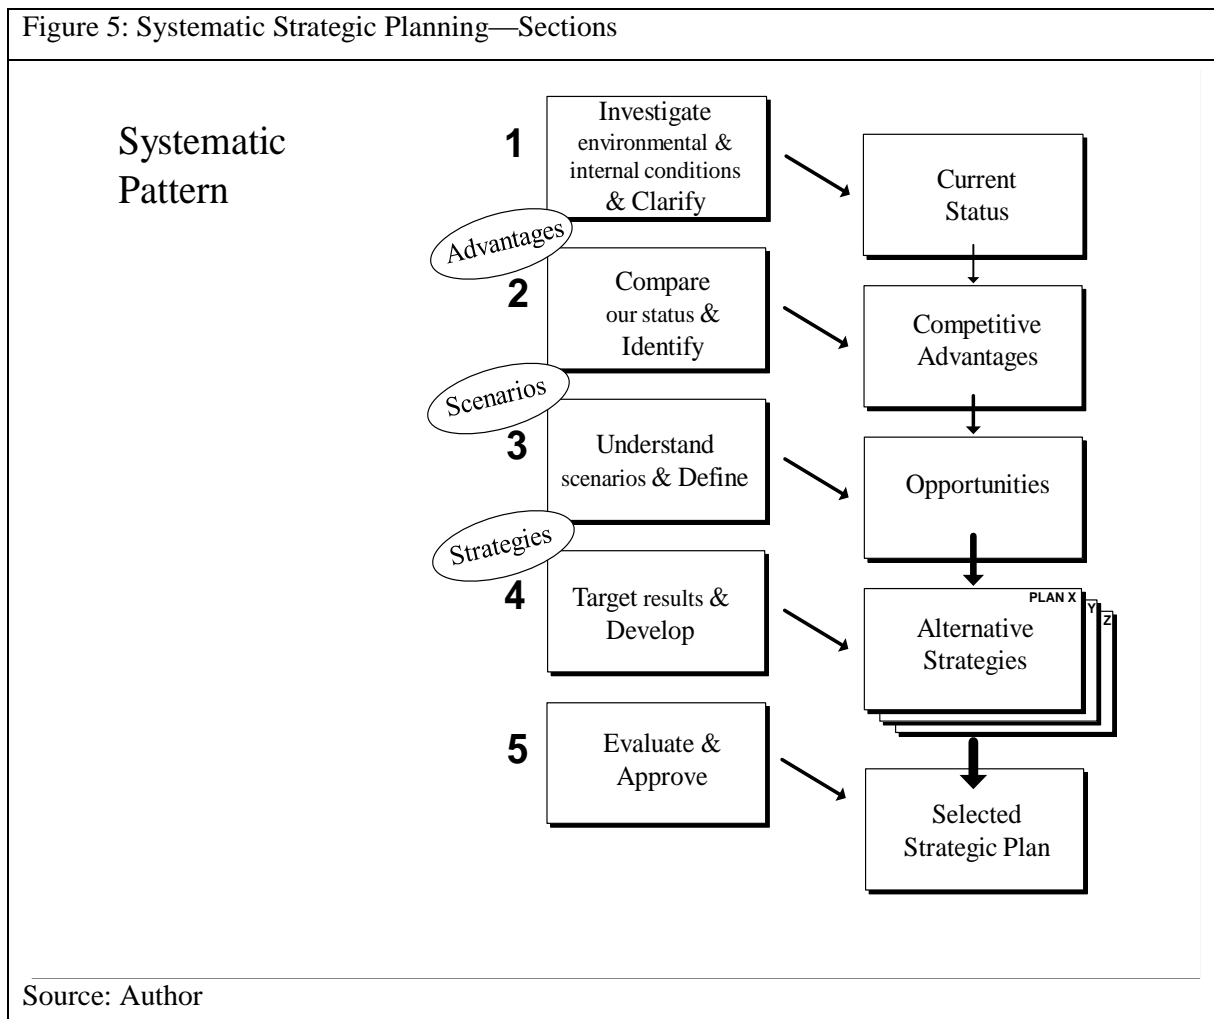 Figure 5: Systematic Strategic Planning—Sections
Systematic
Pattern
1
Investigate
environmental &
internal conditions
& Clarify
Current
Status
Advantages
2
Compare
our status &
Identify
Competitive
Advantages
Scenarios
3
Understand
scenarios & Define
Opportunities
Strategies
4
Target results &
Develop
PLAN X
Y
Z
Alternative
Strategies
5
Evaluate &
Approve
Selected
Strategic Plan
Source: Author